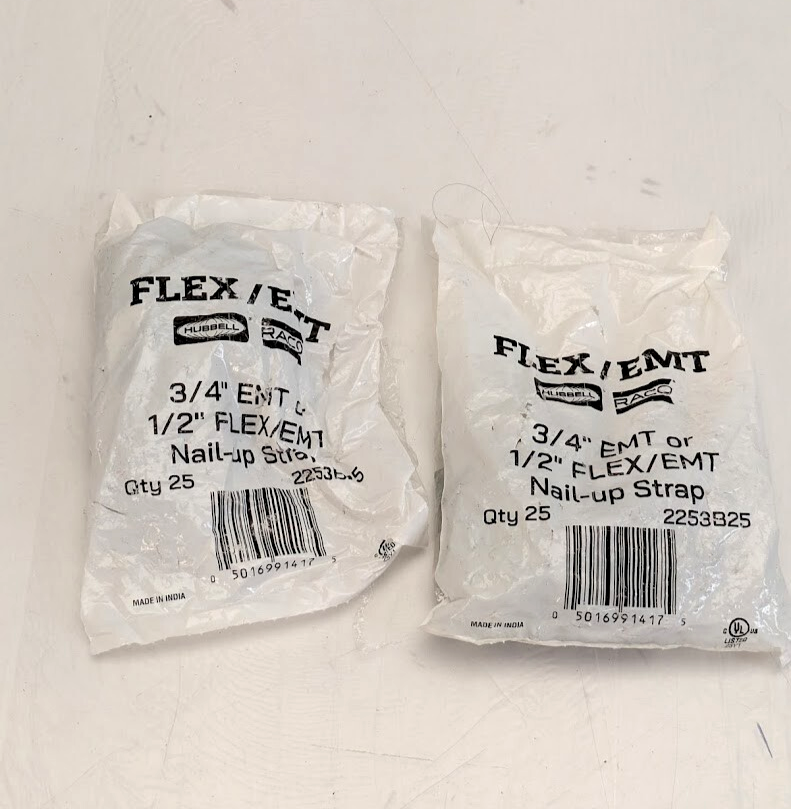 FLEX/EMT
HUBBELL RACO
3/4" EMT
1/2" FLEX/EMT
Nail-up Strap
Qty 25
0 5016991417 5
MADE IN INDIA
FLEX/EMT
HUBBELL RACO
3/4" EMT or
1/2" FLEX/EMT
Nail-up Strap
Qty 25 2253B25
0 5016991417 5
MADE IN INDIA
C UL US
LISTED